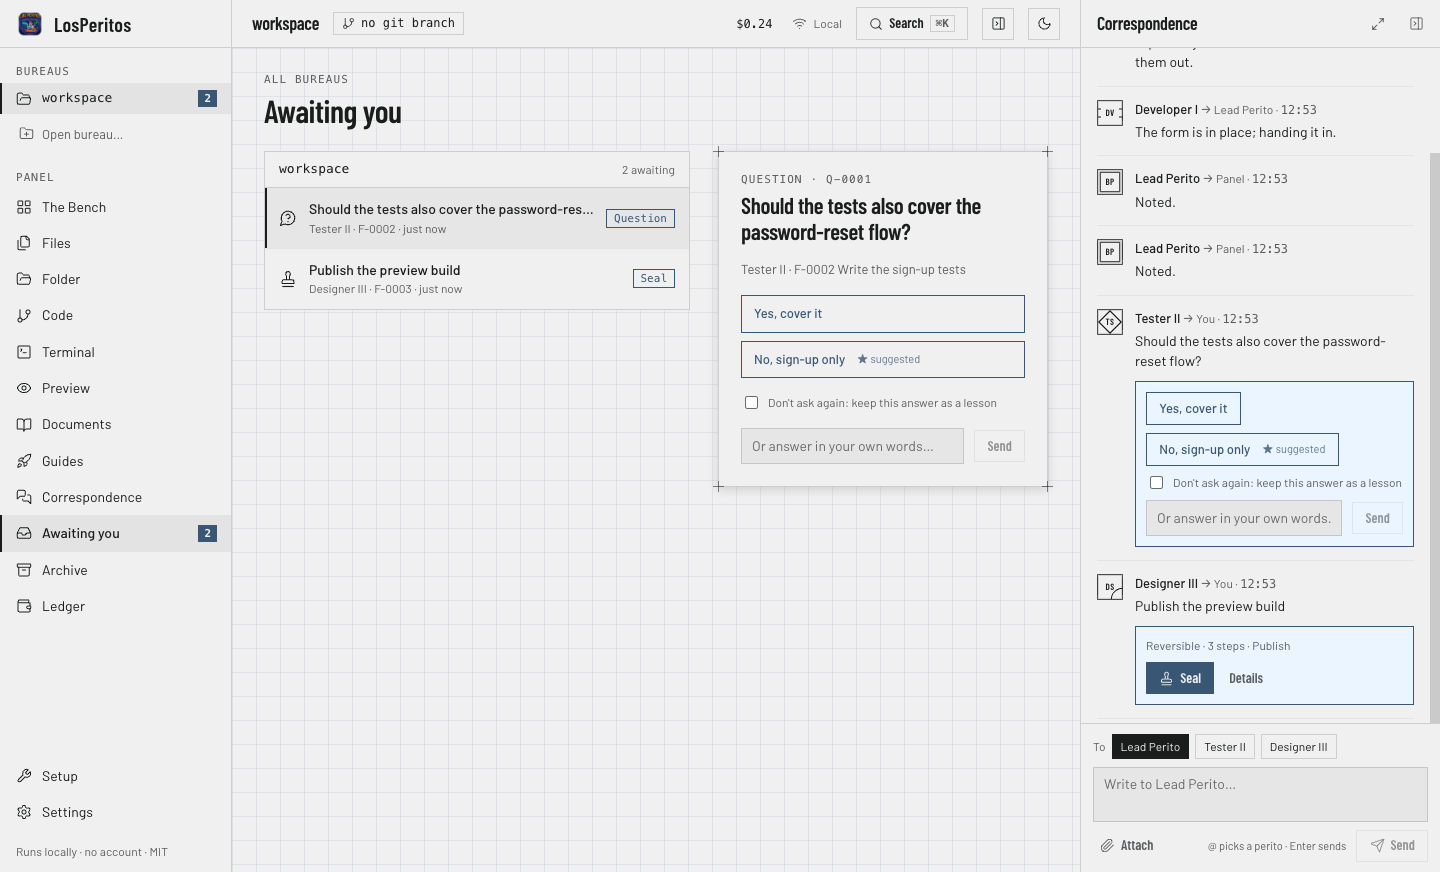 LosPeritos
BUREAUS
workspace
2
Open bureau...
PANEL
The Bench
Files
Folder
Code
Terminal
Preview
Documents
Guides
Correspondence
Awaiting you
2
Archive
Ledger
Setup
Settings
Runs locally · no account · MIT
workspace
no git branch
$0.24
Local
Search
⌘K
ALL BUREAUS
Awaiting you
workspace
2 awaiting
Should the tests also cover the password-res...
Question
Tester II · F-0002 · just now
Publish the preview build
Seal
Designer III · F-0003 · just now
QUESTION · Q-0001
Should the tests also cover the
password-reset flow?
Tester II · F-0002 Write the sign-up tests
Yes, cover it
No, sign-up only
★ suggested
Don't ask again: keep this answer as a lesson
Or answer in your own words...
Send
Correspondence
them out.
DV
Developer I → Lead Perito · 12:53
The form is in place; handing it in.
BP
Lead Perito → Panel · 12:53
Noted.
BP
Lead Perito → Panel · 12:53
Noted.
TS
Tester II → You · 12:53
Should the tests also cover the password-
reset flow?
Yes, cover it
No, sign-up only
★ suggested
Don't ask again: keep this answer as a lesson
Or answer in your own words.
Send
DS
Designer III → You · 12:53
Publish the preview build
Reversible · 3 steps · Publish
Seal
Details
To
Lead Perito
Tester II
Designer III
Write to Lead Perito...
Attach
@ picks a perito · Enter sends
Send